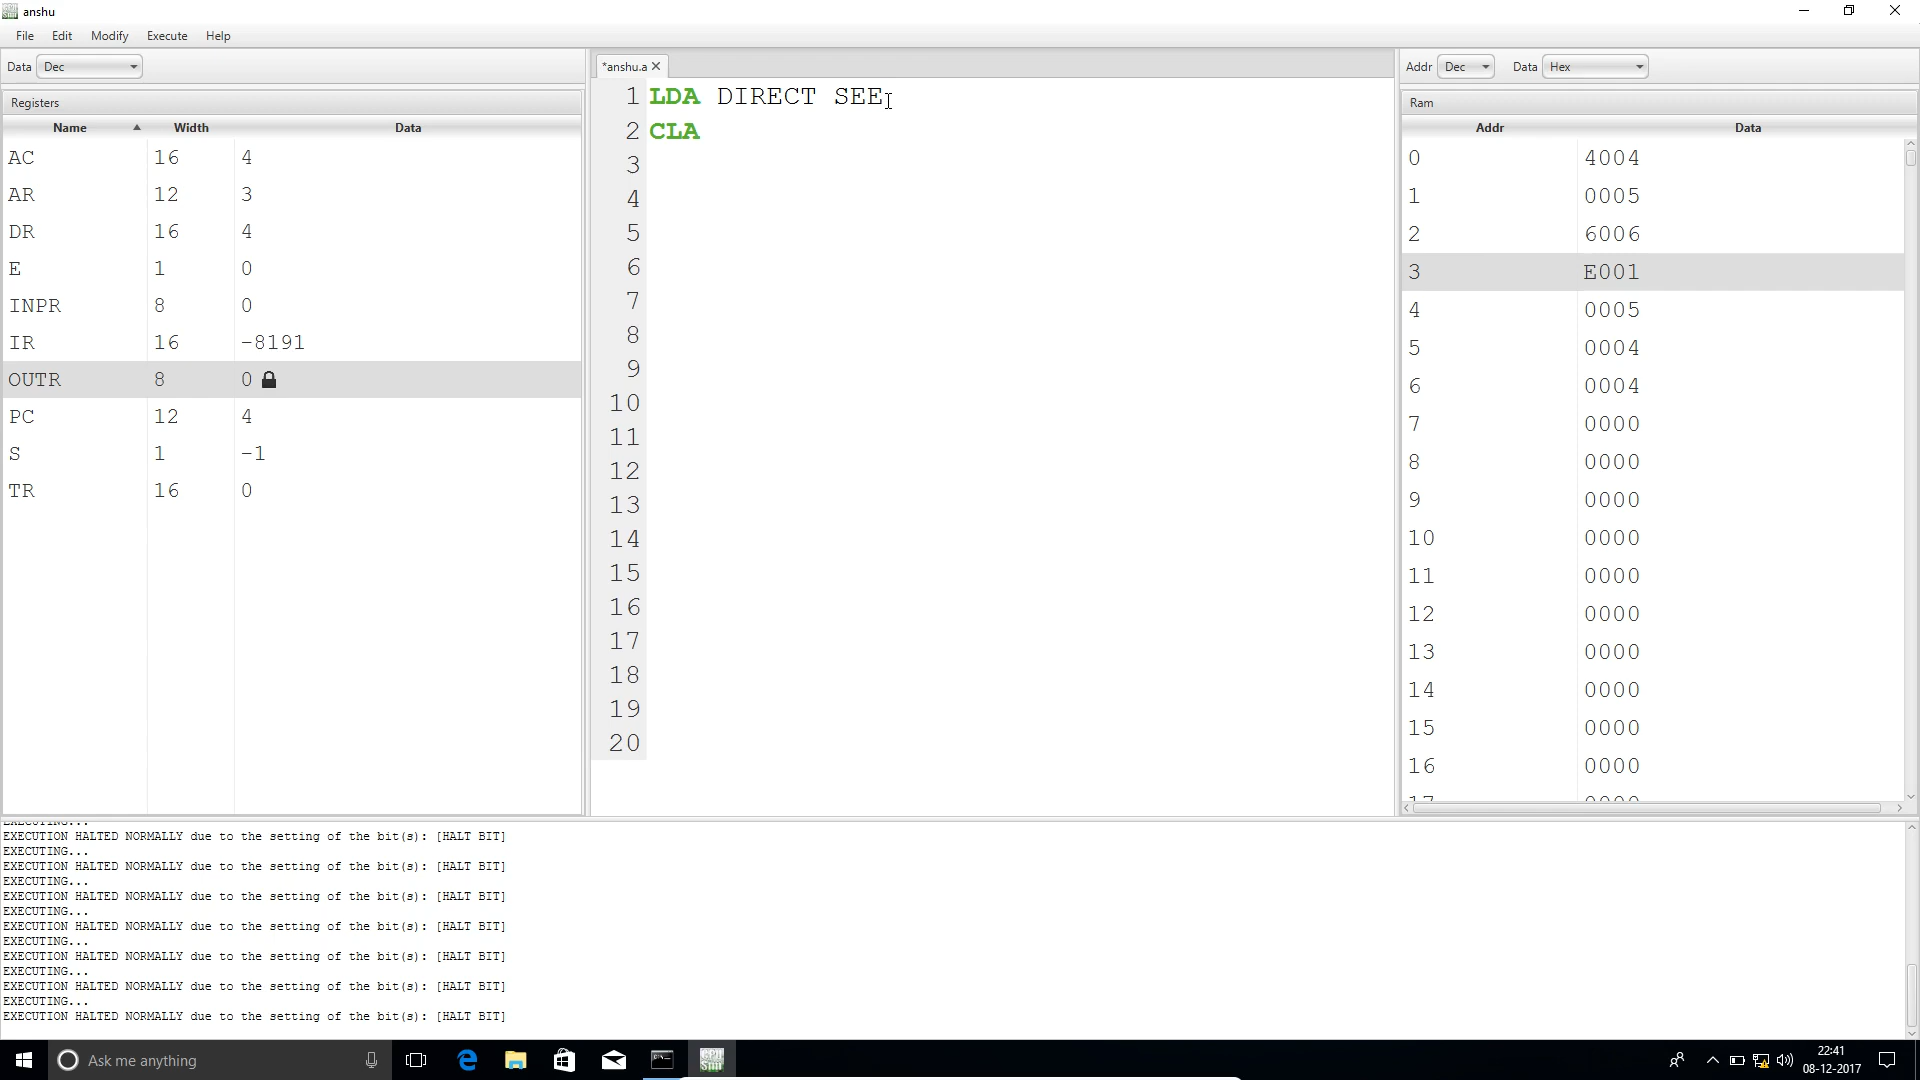 anshu
File Edit Modify Execute Help
Data Dec
*anshu.a
Addr Dec Data Hex
Registers
Name Width Data
AC 16 4
AR 12 3
DR 16 4
E 1 0
INPR 8 0
IR 16 -8191
OUTR 8 0
PC 12 4
S 1 -1
TR 16 0
1 LDA DIRECT SEE
2 CLA
3
4
5
6
7
8
9
10
11
12
13
14
15
16
17
18
19
20
Ram
Addr Data
0 4004
1 0005
2 6006
3 E001
4 0005
5 0004
6 0004
7 0000
8 0000
9 0000
10 0000
11 0000
12 0000
13 0000
14 0000
15 0000
16 0000
17 0000
EXECUTING...
EXECUTION HALTED NORMALLY due to the setting of the bit(s): [HALT BIT]
EXECUTING...
EXECUTION HALTED NORMALLY due to the setting of the bit(s): [HALT BIT]
EXECUTING...
EXECUTION HALTED NORMALLY due to the setting of the bit(s): [HALT BIT]
EXECUTING...
EXECUTION HALTED NORMALLY due to the setting of the bit(s): [HALT BIT]
EXECUTING...
EXECUTION HALTED NORMALLY due to the setting of the bit(s): [HALT BIT]
EXECUTING...
EXECUTION HALTED NORMALLY due to the setting of the bit(s): [HALT BIT]
EXECUTING...
EXECUTION HALTED NORMALLY due to the setting of the bit(s): [HALT BIT]
Ask me anything
22:41
08-12-2017